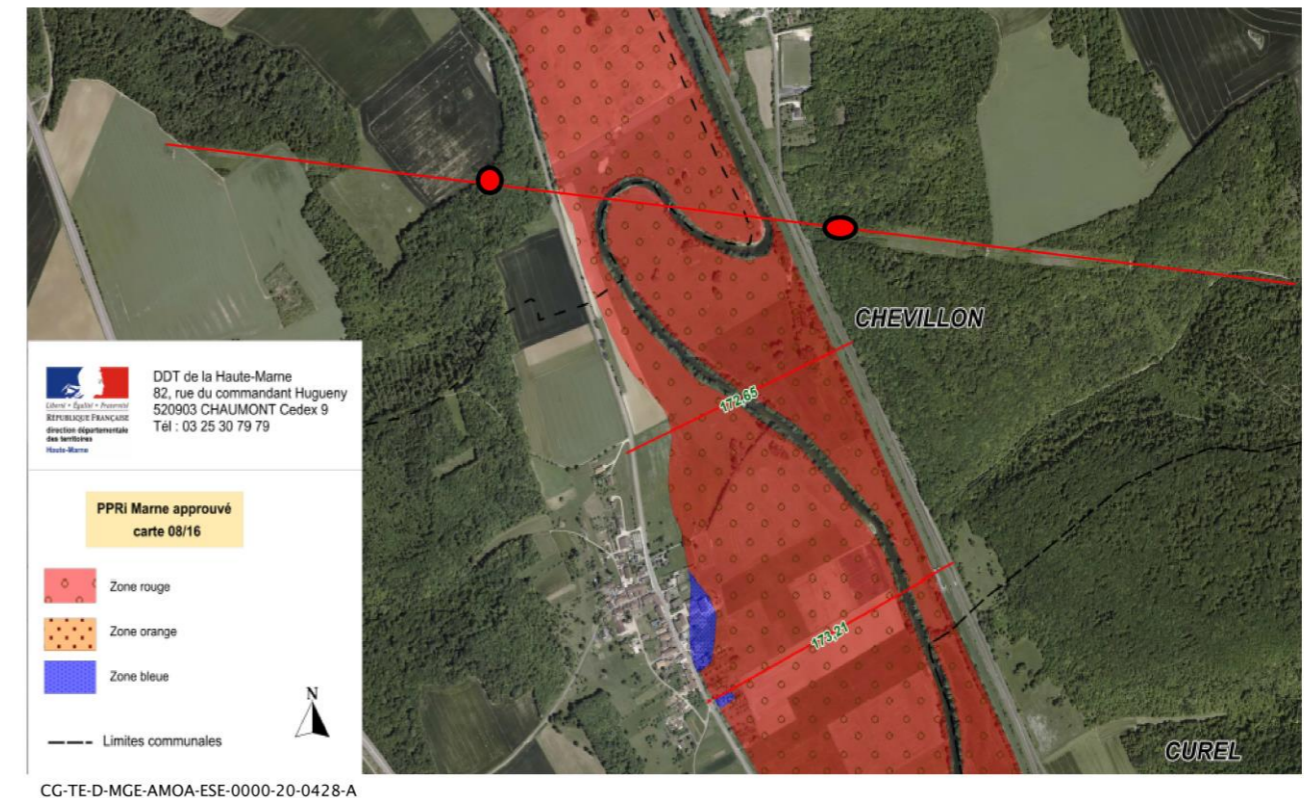 CHEVILLON
172,65
173,21
CUREL
Liberté • Égalité • Fraternité
RÉPUBLIQUE FRANÇAISE
direction départementale
des territoires
Haute-Marne
DDT de la Haute-Marne
82, rue du commandant Hugueny
520903 CHAUMONT Cedex 9
Tél : 03 25 30 79 79
PPRi Marne approuvé
carte 08/16
Zone rouge
Zone orange
Zone bleue
N
Limites communales
CG-TE-D-MGE-AMOA-ESE-0000-20-0428-A